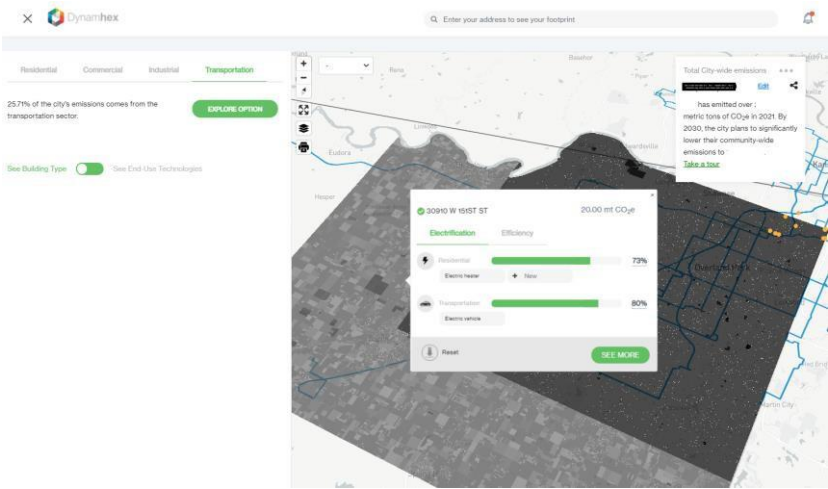 Dynamhex
Enter your address to see your footprint
Residential Commercial Industrial Transportation
25.71% of the city's emissions comes from the
transportation sector.
EXPLORE OPTION
See Building Type See End-Use Technologies
Total City-wide emissions
Edit
has emitted over
metric tons of CO₂e in 2021. By
2030, the city plans to significantly
lower their community-wide
emissions to
Take a tour
30910 W 151ST ST 20.00 mt CO₂e
Electrification Efficiency
Residential 73%
Electric heater + New
Transportation 80%
Electric vehicle
Reset
SEE MORE
Reno
Eudora
Hesper
Overland Park
Martin City